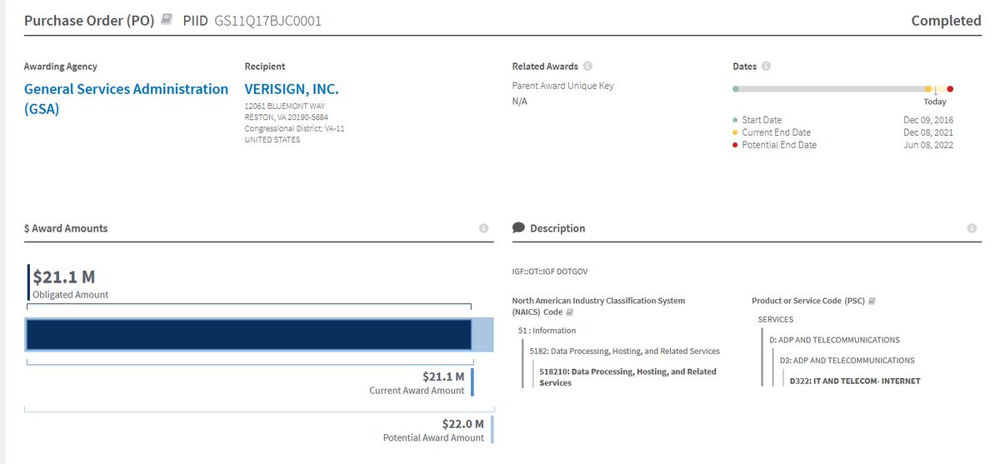 Purchase Order (PO) PIID GS11Q17BJC0001
Completed
Awarding Agency
General Services Administration
(GSA)
Recipient
VERISIGN, INC.
12061 BLUEMONT WAY
RESTON, VA 20190-5684
Congressional District: VA-11
UNITED STATES
Related Awards
Parent Award Unique Key
N/A
Dates
Today
Start Date Dec 09, 2016
Current End Date Dec 08, 2021
Potential End Date Jun 08, 2022
$ Award Amounts
$21.1 M
Obligated Amount
$21.1 M
Current Award Amount
$22.0 M
Potential Award Amount
Description
IGF::OT::IGF DOTGOV
North American Industry Classification System
(NAICS) Code
51 : Information
5182: Data Processing, Hosting, and Related Services
518210: Data Processing, Hosting, and Related
Services
Product or Service Code (PSC)
SERVICES
D: ADP AND TELECOMMUNICATIONS
D3: ADP AND TELECOMMUNICATIONS
D322: IT AND TELECOM- INTERNET